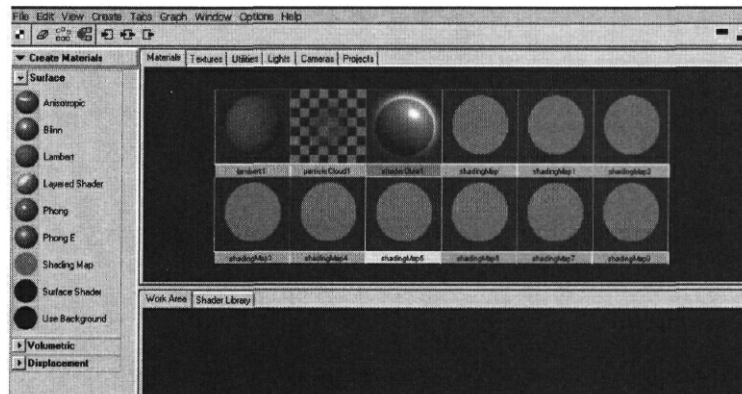 File Edit View Create Tabs Graph Window Options Help
Create Materials
Surface
Anisotropic
Blinn
Lambert
Layered Shader
Phong
Phong E
Shading Map
Surface Shader
Use Background
Volumetric
Displacement
Materials Textures Utilities Lights Cameras Projects
lambert1 particleCloud1 shaderGlow1 shadingMap shadingMap1 shadingMap2
shadingMap3 shadingMap4 shadingMap5 shadingMap6 shadingMap7
Work Area Shader Library